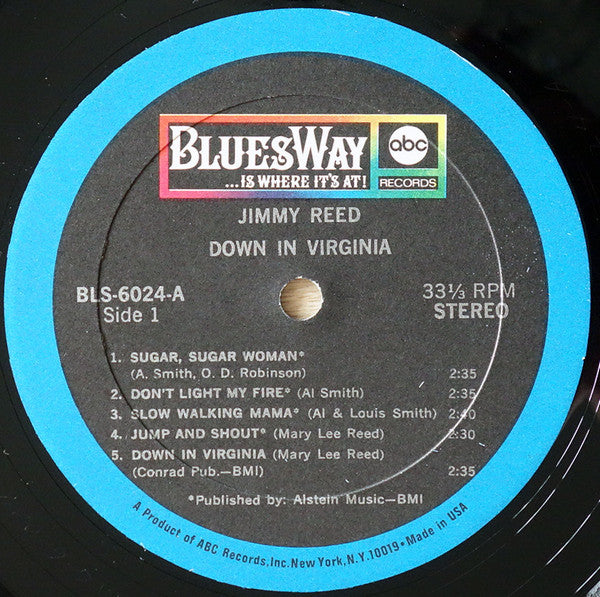 BLUESWAY
...IS WHERE IT'S AT!
abc
RECORDS
JIMMY REED
DOWN IN VIRGINIA
BLS-6024-A
Side 1
33⅓ RPM
STEREO
1. SUGAR, SUGAR WOMAN*
(A. Smith, O. D. Robinson) 2:35
2. DON'T LIGHT MY FIRE* (Al Smith) 2:35
3. SLOW WALKING MAMA* (Al & Louis Smith) 2:40
4. JUMP AND SHOUT* (Mary Lee Reed) 2:30
5. DOWN IN VIRGINIA (Mary Lee Reed)
(Conrad Pub.—BMI) 2:35
*Published by: Alstein Music—BMI
A Product of ABC Records, Inc. New York, N.Y. 10019 • Made in USA